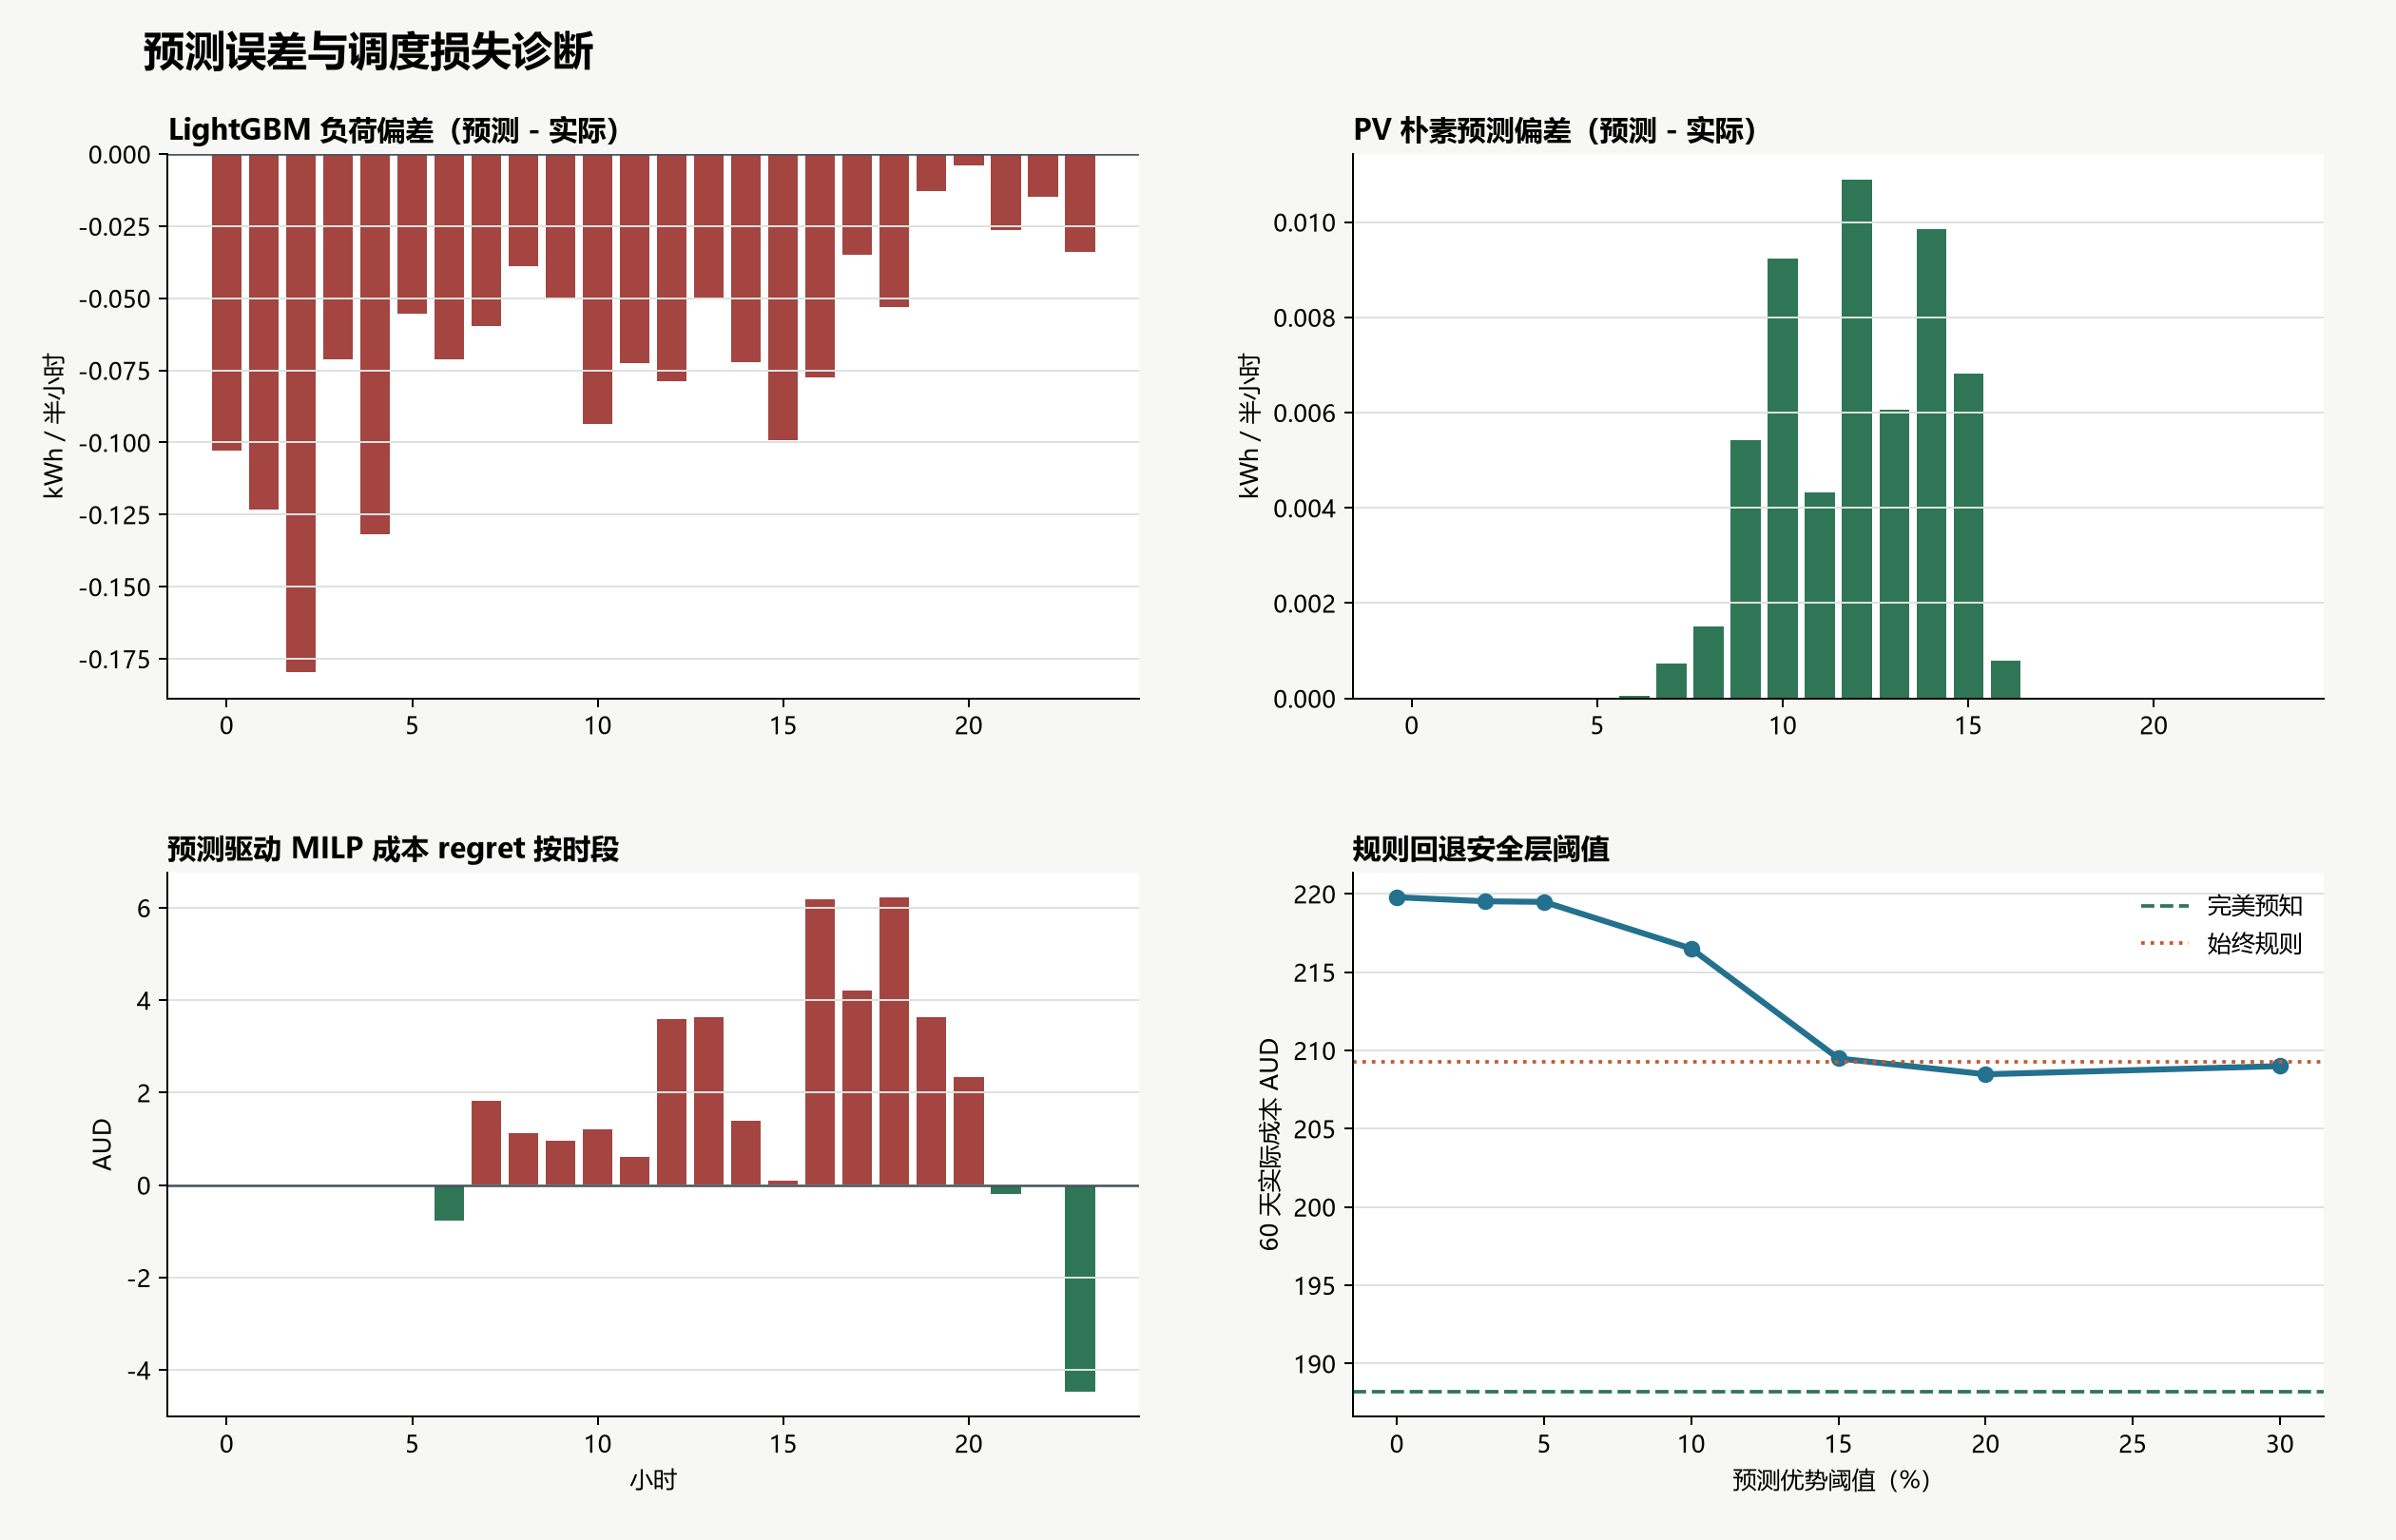 预测误差与调度损失诊断
LightGBM 负荷偏差（预测 - 实际）
0.000
-0.025
-0.050
-0.075
-0.100
-0.125
-0.150
-0.175
kWh / 半小时
0 5 10 15 20
PV 朴素预测偏差（预测 - 实际）
0.010
0.008
0.006
0.004
0.002
0.000
kWh / 半小时
0 5 10 15 20
预测驱动 MILP 成本 regret 按时段
6
4
2
0
-2
-4
AUD
0 5 10 15 20
小时
规则回退安全层阈值
220
215
210
205
200
195
190
60 天实际成本 AUD
完美预知
始终规则
0 5 10 15 20 25 30
预测优势阈值（%）